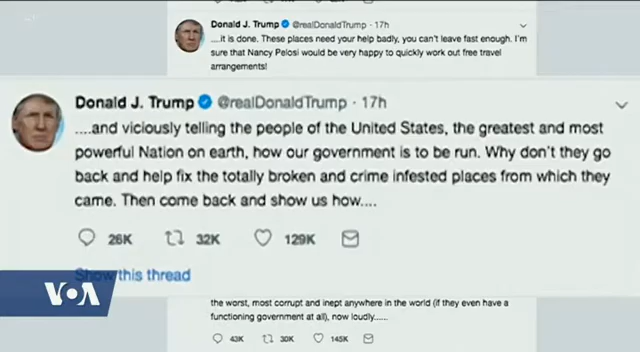 Donald J. Trump @realDonaldTrump · 17h
....it is done. These places need your help badly, you can't leave fast enough. I'm
sure that Nancy Pelosi would be very happy to quickly work out free travel
arrangements!
Donald J. Trump @realDonaldTrump · 17h
....and viciously telling the people of the United States, the greatest and most
powerful Nation on earth, how our government is to be run. Why don't they go
back and help fix the totally broken and crime infested places from which they
came. Then come back and show us how....
26K 32K 129K
Show this thread
VOA
the worst, most corrupt and inept anywhere in the world (if they even have a
functioning government at all), now loudly......
43K 30K 145K